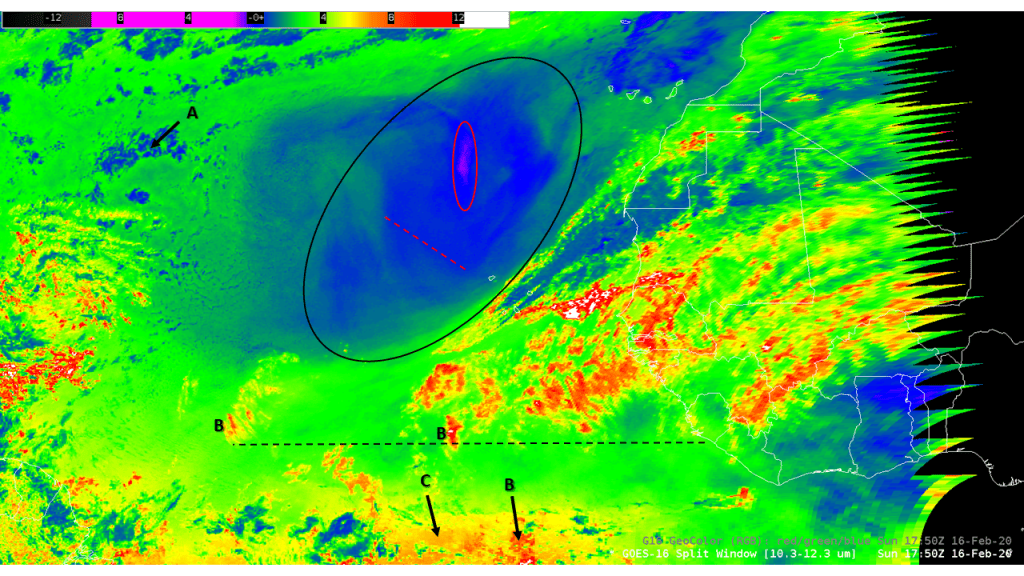 -12 8 4 -0+ 4 8 12
A
B
B
C B
G16 GeoColor [RGB] Sun 17:50Z 16-Feb-20
GOES-16 Split Window [10.3-12.3 um] Sun 17:50Z 16-Feb-20